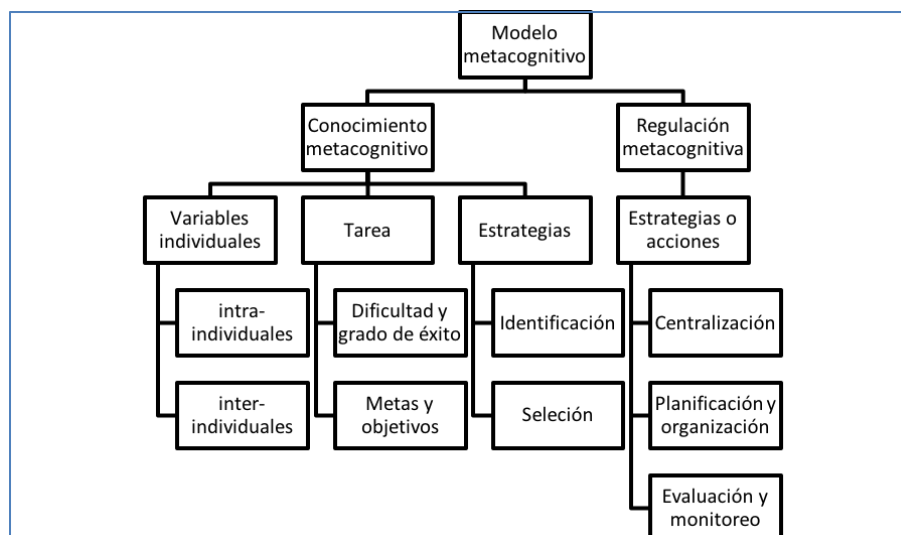 Modelo
metacognitivo
Conocimiento
metacognitivo
Regulación
metacognitiva
Variables
individuales
Tarea
Estrategias
Estrategias o
acciones
intra-
individuales
Dificultad y
grado de éxito
Identificación
Centralización
inter-
individuales
Metas y
objetivos
Seleción
Planificación y
organización
Evaluación y
monitoreo